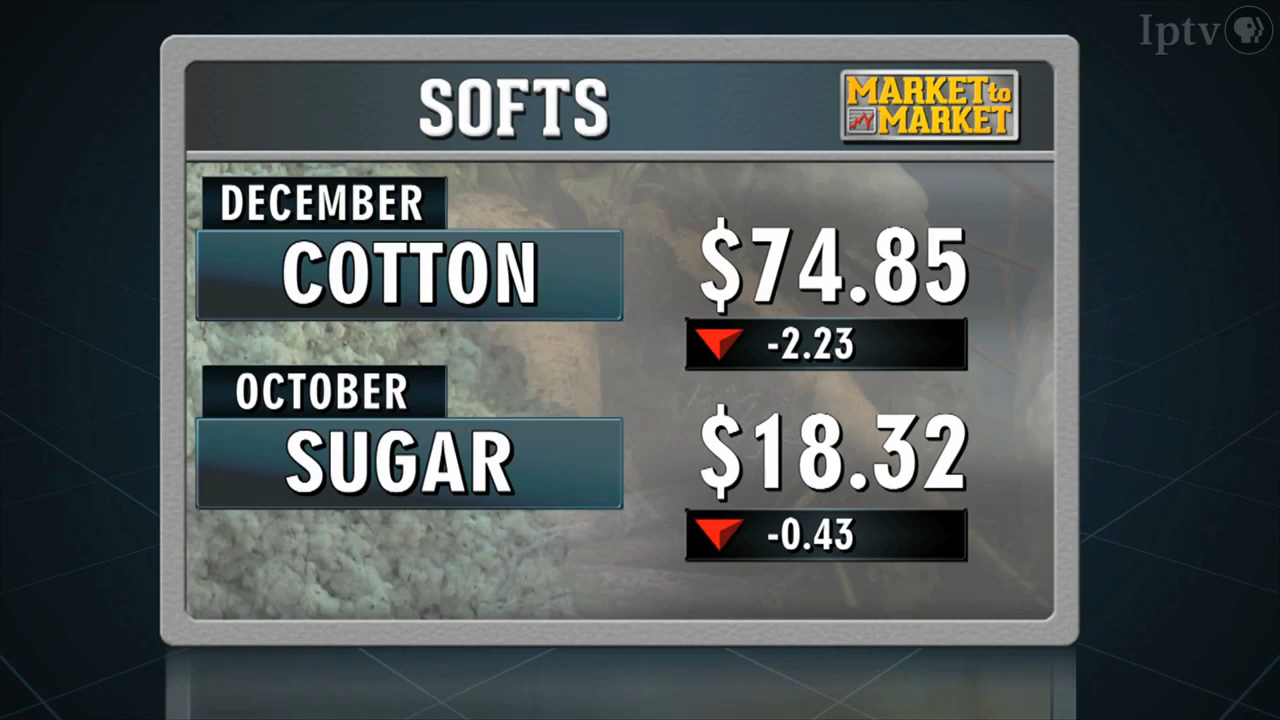 Iptv
SOFTS
MARKET to
MARKET
DECEMBER
COTTON
$74.85
-2.23
OCTOBER
SUGAR
$18.32
-0.43